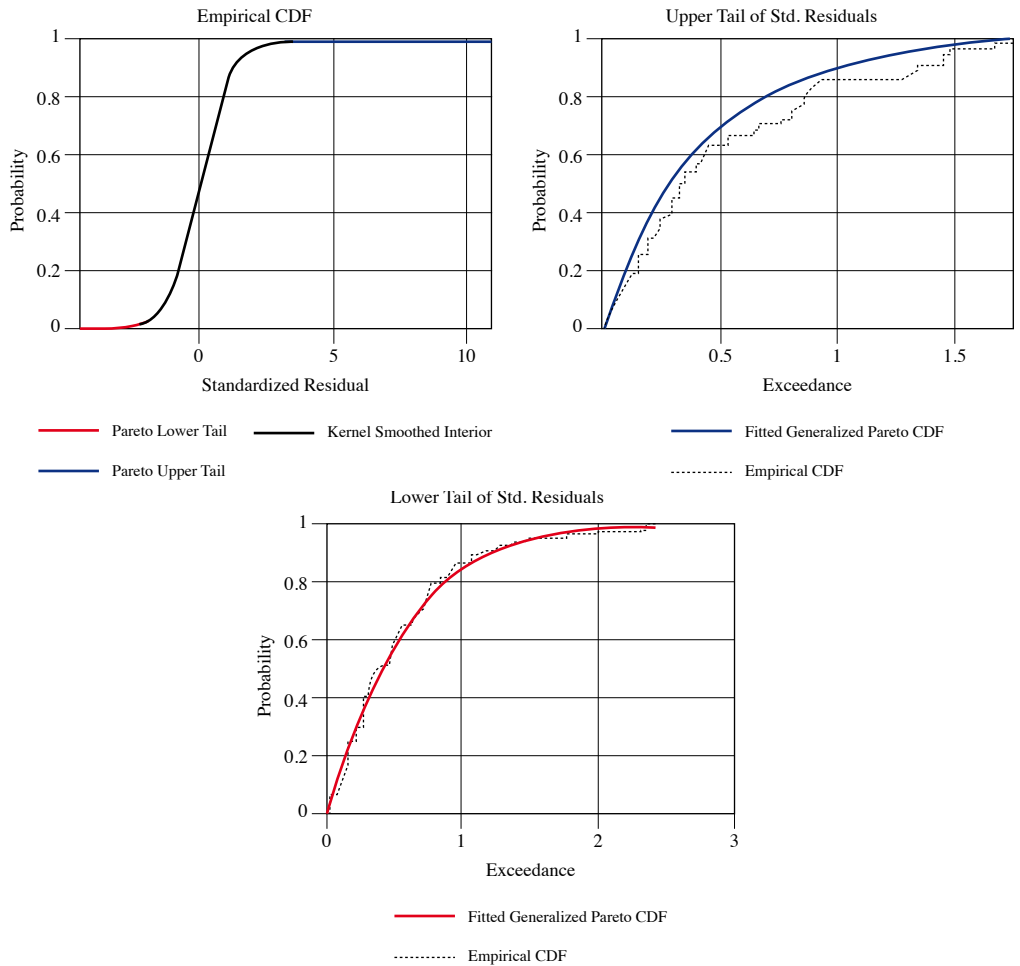 Empirical CDF
1
0.8
0.6
0.4
0.2
0
Probability
0
5
10
Standardized Residual
Pareto Lower Tail
Kernel Smoothed Interior
Pareto Upper Tail
Upper Tail of Std. Residuals
1
0.8
0.6
0.4
0.2
0
Probability
0.5
1
1.5
Exceedance
Fitted Generalized Pareto CDF
Empirical CDF
Lower Tail of Std. Residuals
1
0.8
0.6
0.4
0.2
0
Probability
0
1
2
3
Exceedance
Fitted Generalized Pareto CDF
Empirical CDF